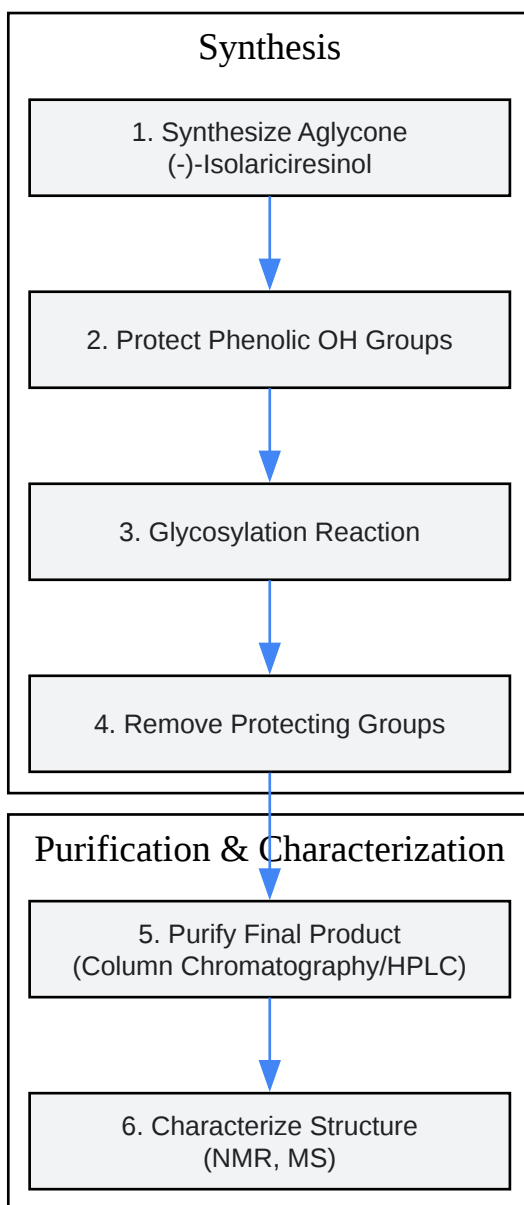 Synthesis
1. Synthesize Aglycone
(-)-Isolariciresinol
2. Protect Phenolic OH Groups
3. Glycosylation Reaction
4. Remove Protecting Groups
Purification & Characterization
5. Purify Final Product
(Column Chromatography/HPLC)
6. Characterize Structure
(NMR, MS)